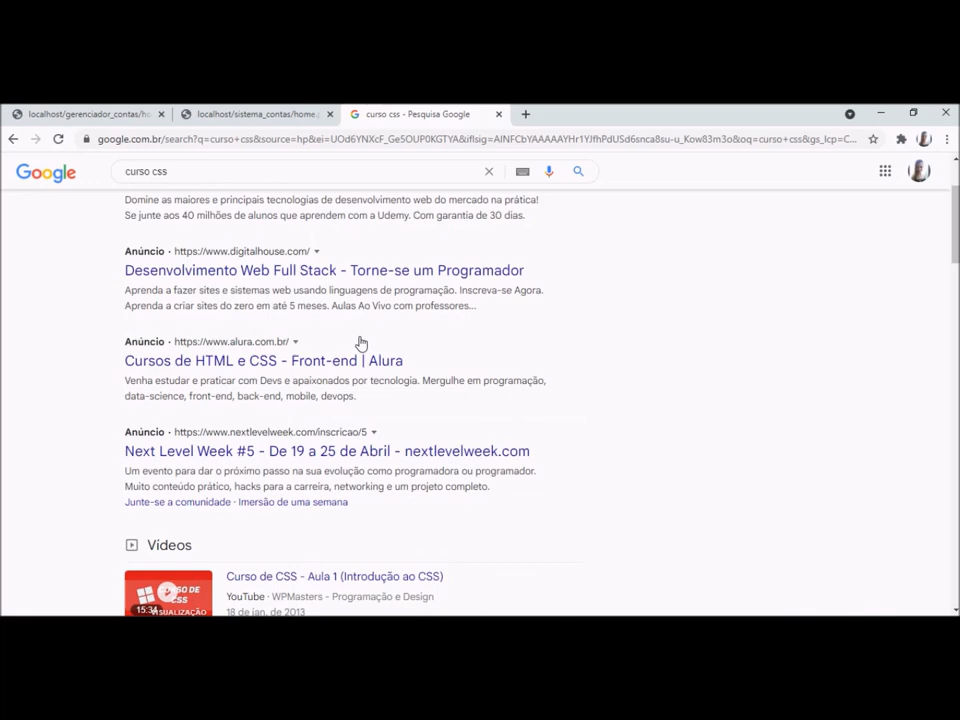 localhost/gerenciador_contas/ho
localhost/sistema_contas/home.
curso css - Pesquisa Google
google.com.br/search?q=curso+css&source=hp&ei=UOd6YNXcF_Ge5OUP0KGTYA&iflsig=AINFCbYAAAAAYHr1YJfhPdUSd6snca8su-u_Kow83m3o&oq=curso+css&gs_lcp=C...
Google
curso css
Domine as maiores e principais tecnologias de desenvolvimento web do mercado na prática!
Se junte aos 40 milhões de alunos que aprendem com a Udemy. Com garantia de 30 dias.
Anúncio · https://www.digitalhouse.com/
Desenvolvimento Web Full Stack - Torne-se um Programador
Aprenda a fazer sites e sistemas web usando linguagens de programação. Inscreva-se Agora.
Aprenda a criar sites do zero em até 5 meses. Aulas Ao Vivo com professores...
Anúncio · https://www.alura.com.br/
Cursos de HTML e CSS - Front-end | Alura
Venha estudar e praticar com Devs e apaixonados por tecnologia. Mergulhe em programação,
data-science, front-end, back-end, mobile, devops.
Anúncio · https://www.nextlevelweek.com/inscricao/5
Next Level Week #5 - De 19 a 25 de Abril - nextlevelweek.com
Um evento para dar o próximo passo na sua evolução como programadora ou programador.
Muito conteúdo prático, hacks para a carreira, networking e um projeto completo.
Junte-se a comunidade · Imersão de uma semana
Vídeos
CURSO DE
CSS
VISUALIZAÇÃO
15:34
Curso de CSS - Aula 1 (Introdução ao CSS)
YouTube · WPMasters - Programação e Design
18 de jan. de 2013